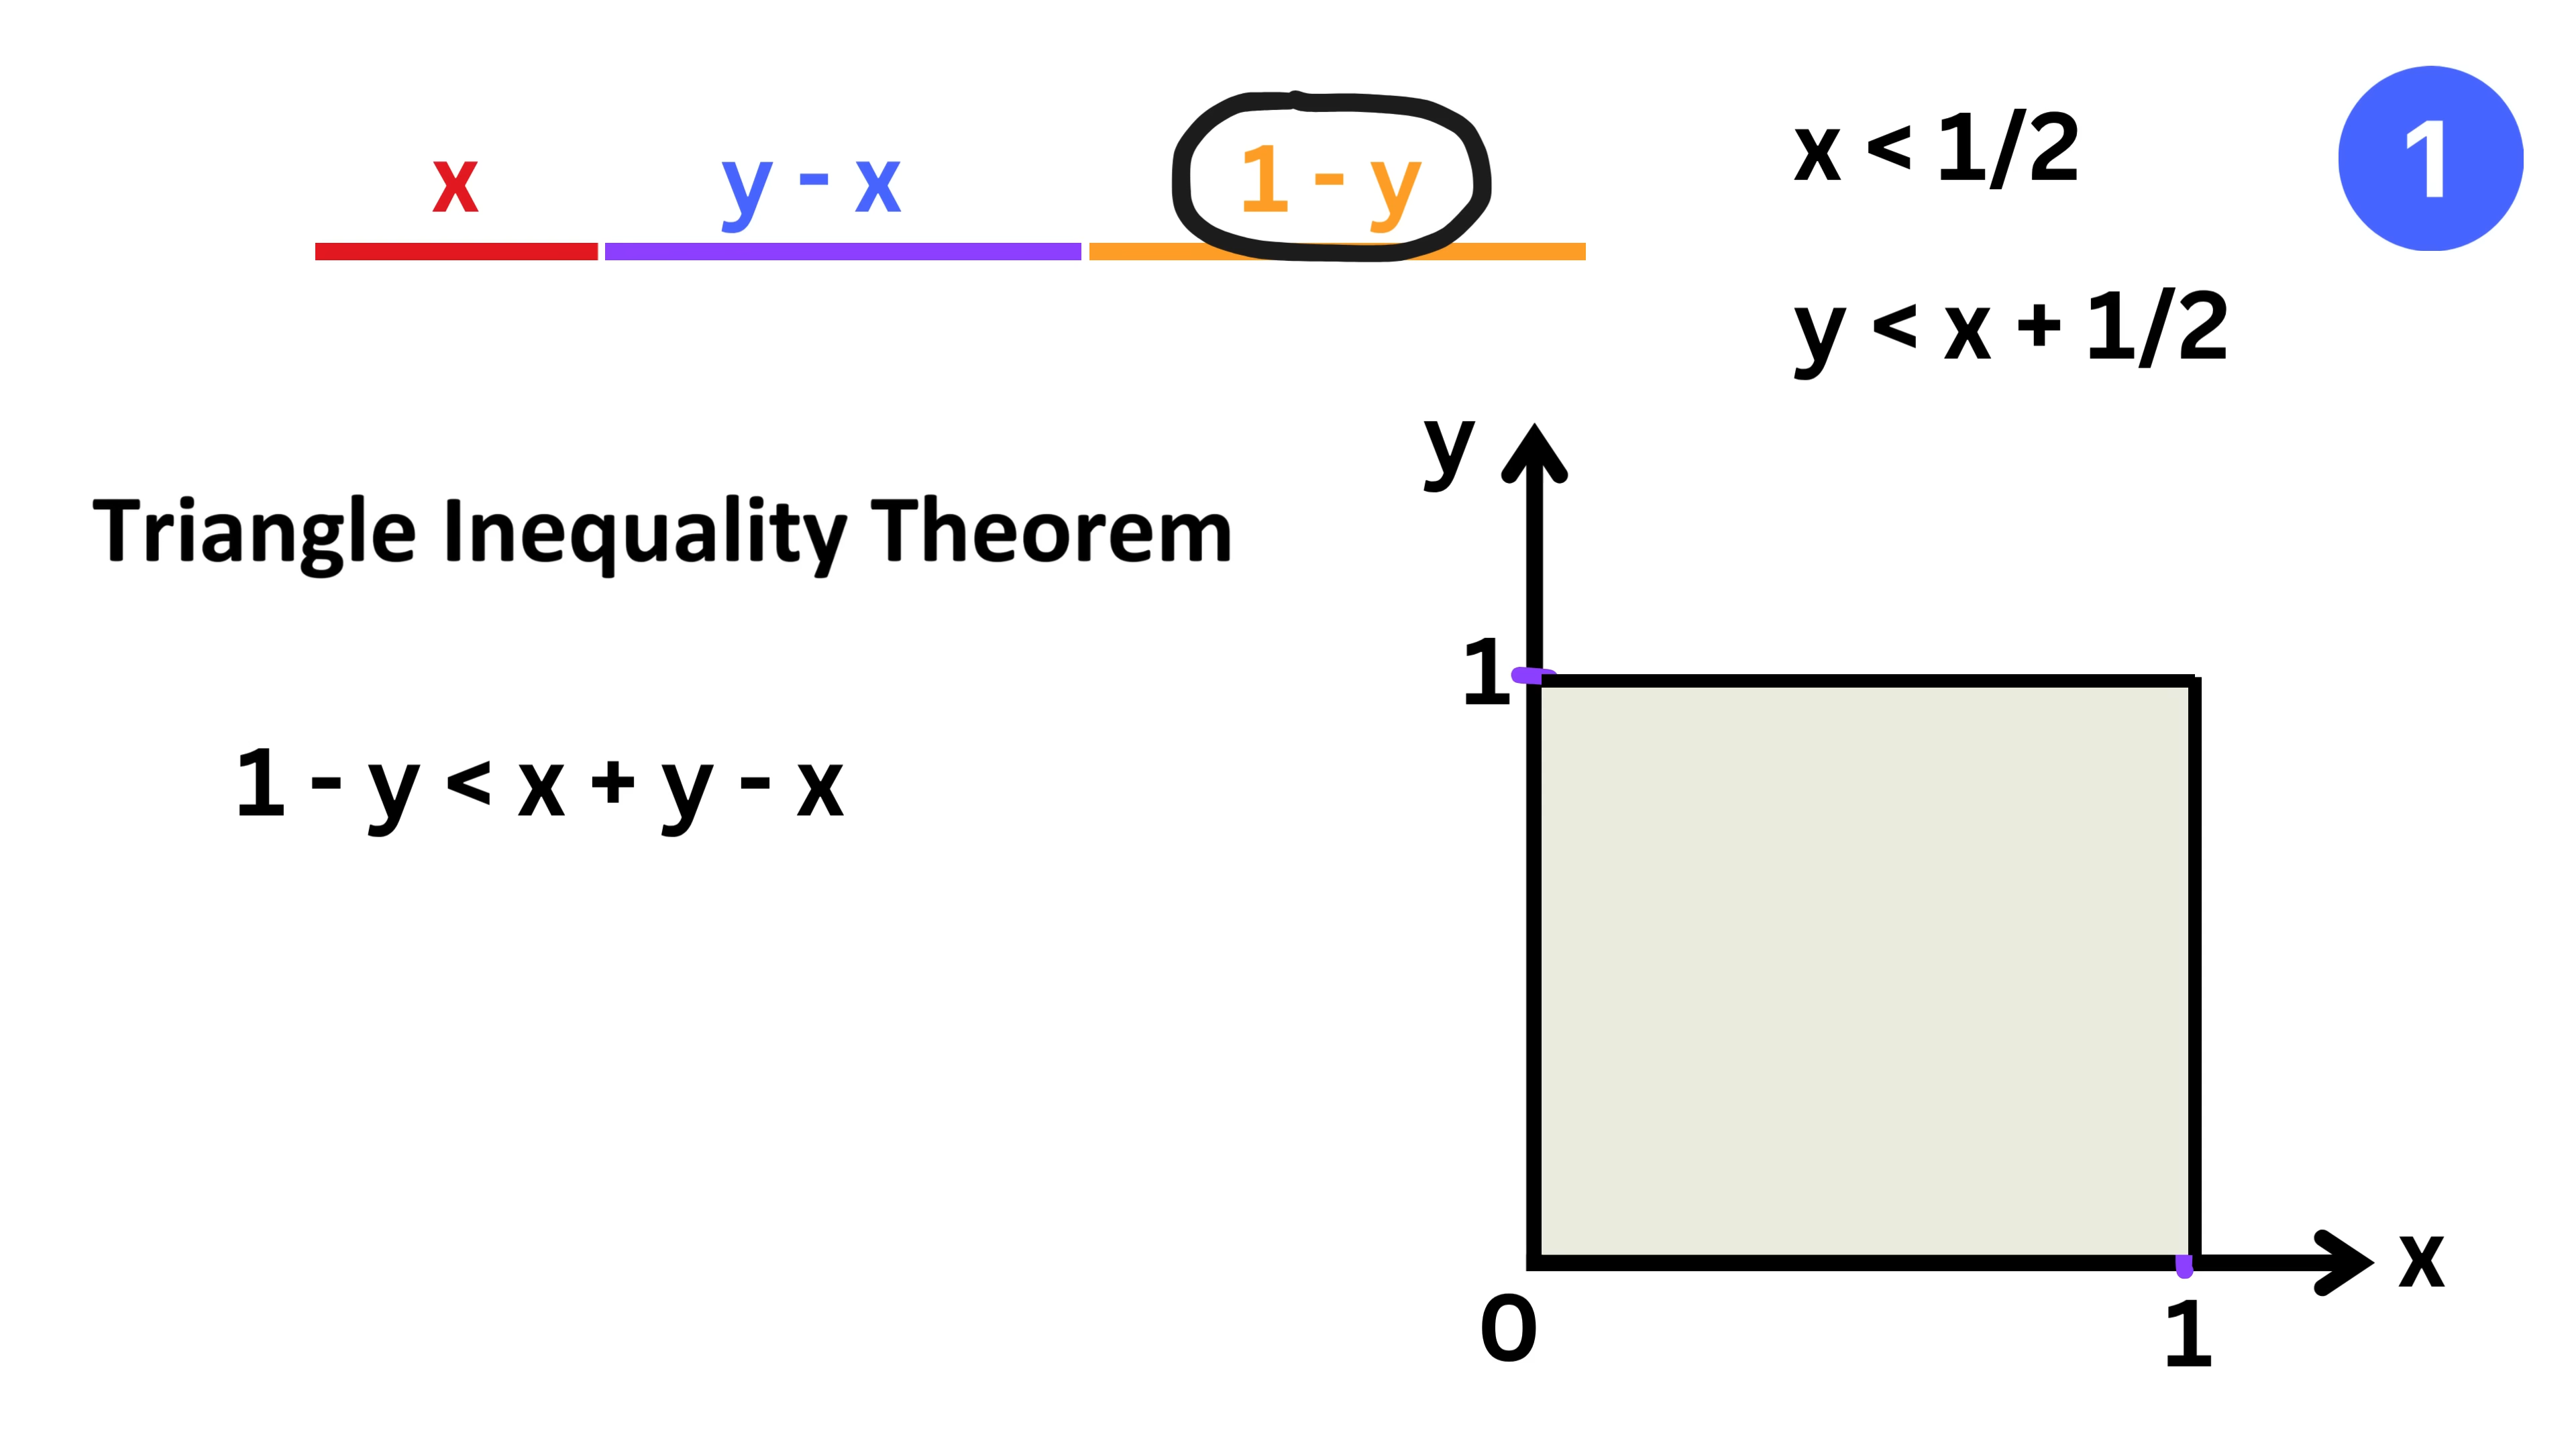 x y - x 1 - y
x < 1/2
1
y < x + 1/2
Triangle Inequality Theorem
1 - y < x + y - x
y
1
x
0
1